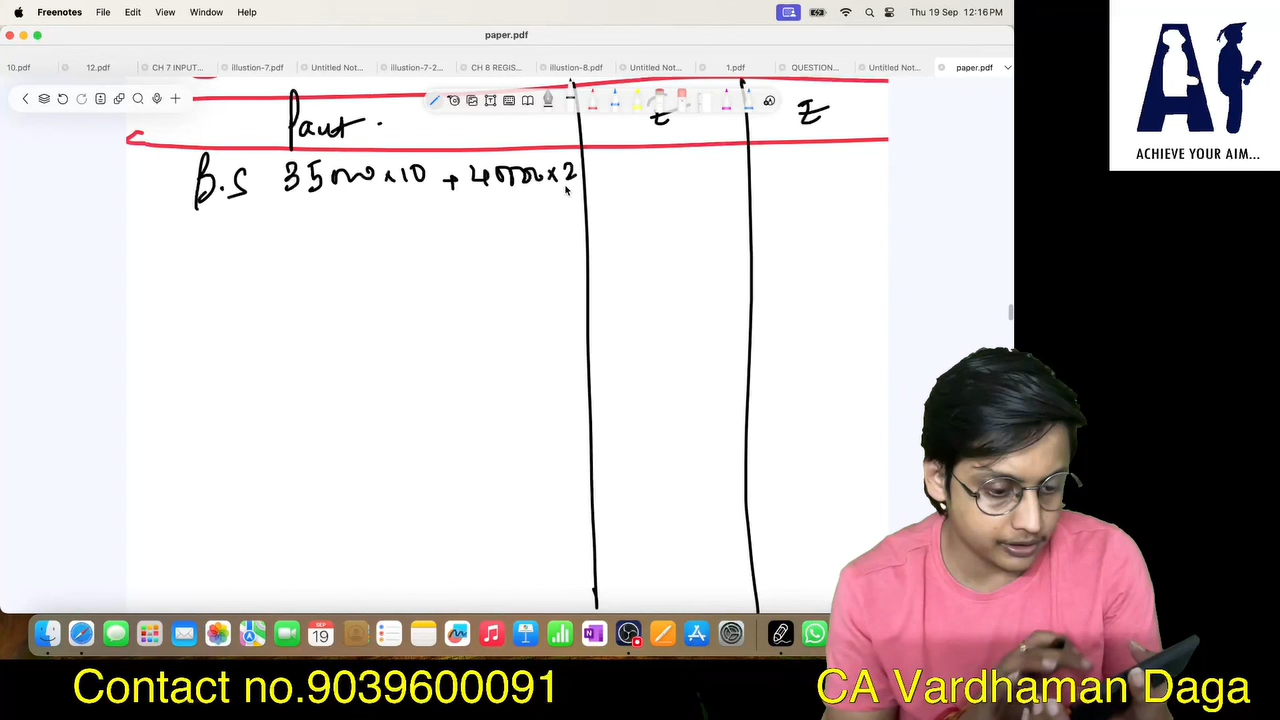 Freenotes File Edit View Window Help Thu 19 Sep 12:16 PM
paper.pdf
10.pdf 12.pdf CH 7 INPUT... illustion-7.pdf Untitled Not... illustion-7-2... CH 8 REGIS... illustion-8.pdf Untitled Not... 1.pdf QUESTION... Untitled Not... paper.pdf
Part.
B.S 35000×10 + 40000×2
SEP
19
AI
ACHIEVE YOUR AIM...
Contact no.9039600091
CA Vardhaman Daga